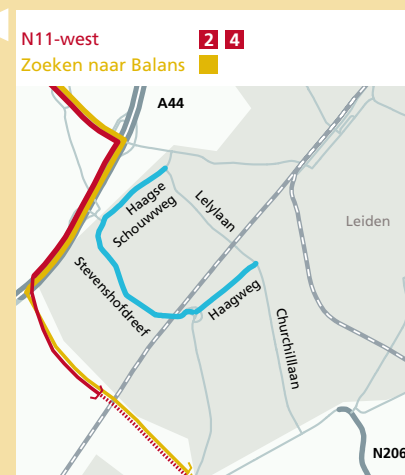 N11-west 2 4
Zoeken naar Balans
A44
Haagse
Schouwweg
Lelylaan
Leiden
Stevenshofdreef
Haagweg
Churchilllaan
N206